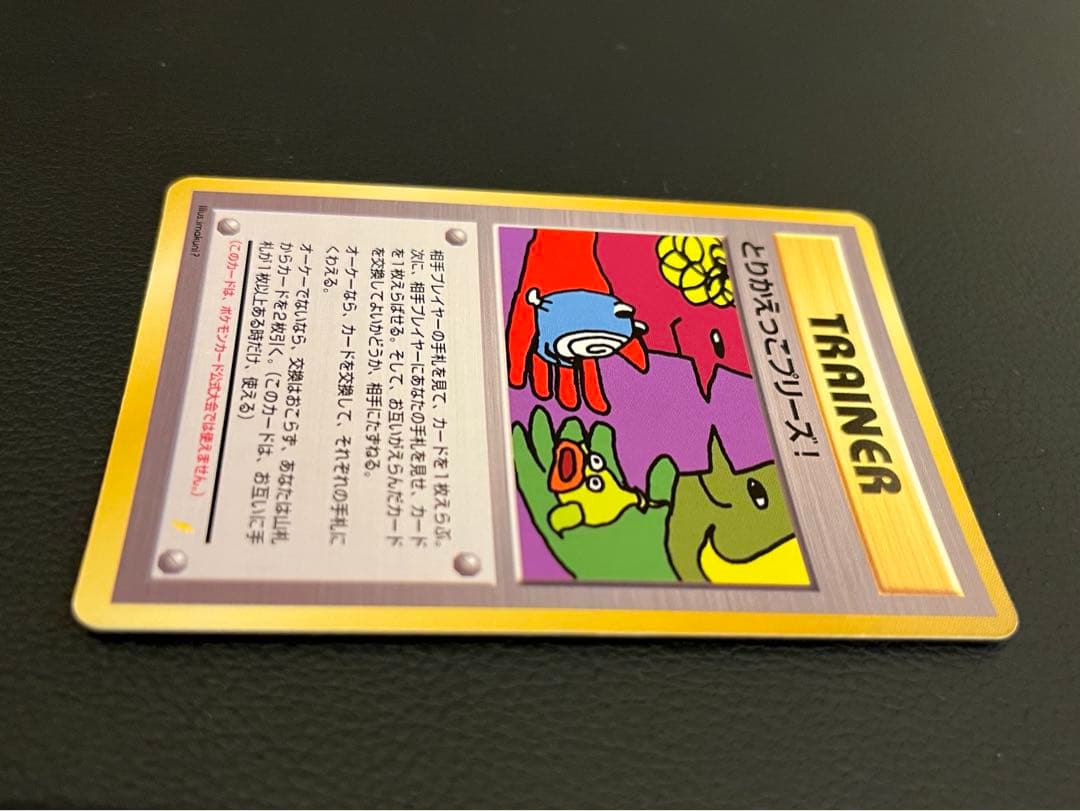 TRAINER
とりかえっこプリーズ!
相手プレイヤーの手札を見て、カードを1枚えらぶ。
次に、相手プレイヤーにあなたの手札を見せ、カード
を1枚えらばせる。そして、お互いがえらんだカード
を交換してよいかどうか、相手にたずねる。
オーケーなら、カードを交換して、それぞれの手札に
くわえる。
オーケーでないなら、交換はおこらず、あなたは山札
からカードを2枚引く。(このカードは、お互いに手
札が1枚以上ある時だけ、使える)
(このカードは、ポケモンカード公式大会では使えません。)
Illus.imakuni?